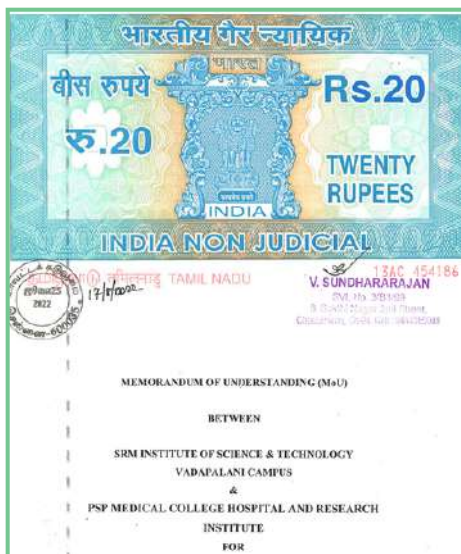 भारतीय गैर न्यायिक
भारत
बीस रुपये
Rs.20
रु.20
TWENTY
RUPEES
INDIA
INDIA NON JUDICIAL
தமிழ்நாடு तमिलनाडु TAMIL NADU
13AC 454186
2022
V. SUNDHARARAJAN
MEMORANDUM OF UNDERSTANDING (MoU)
BETWEEN
SRM INSTITUTE OF SCIENCE & TECHNOLOGY
VADAPALANI CAMPUS
&
PSP MEDICAL COLLEGE HOSPITAL AND RESEARCH
INSTITUTE
FOR